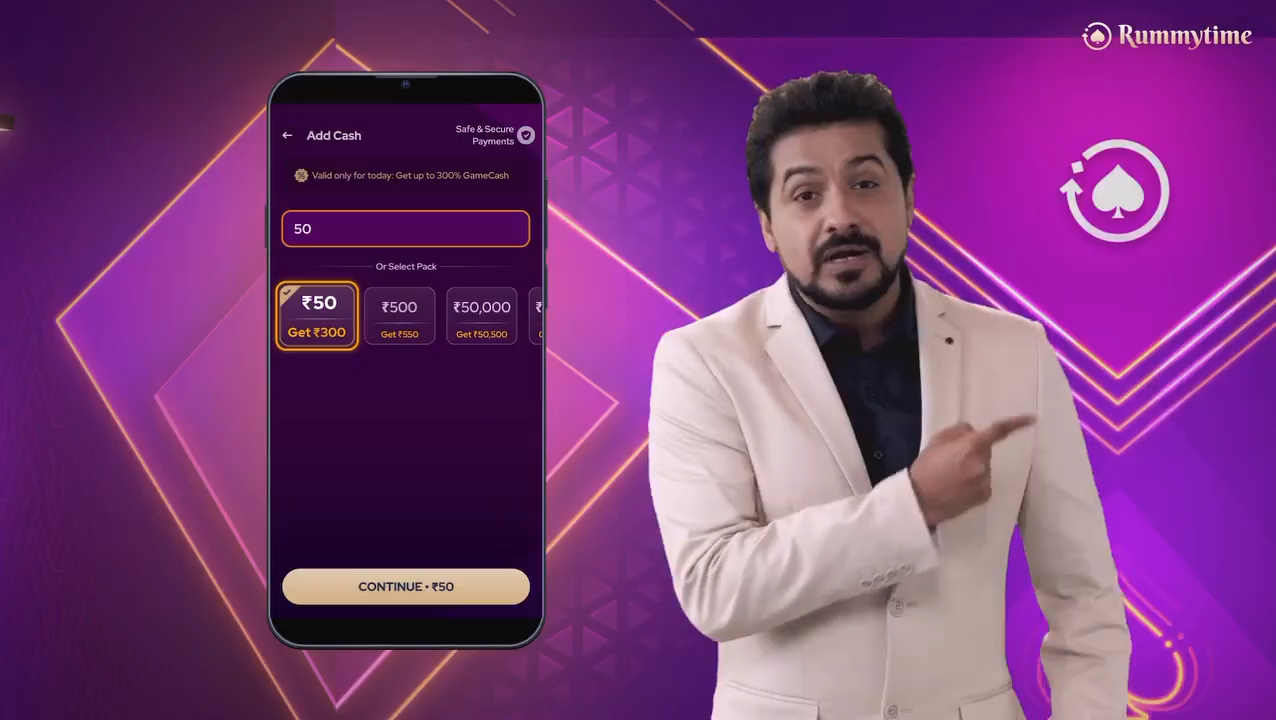 Rummytime
Add Cash
Safe & Secure
Payments
Valid only for today: Get up to 300% GameCash
50
Or Select Pack
₹50
Get ₹300
₹500
Get ₹550
₹50,000
Get ₹50,500
CONTINUE • ₹50